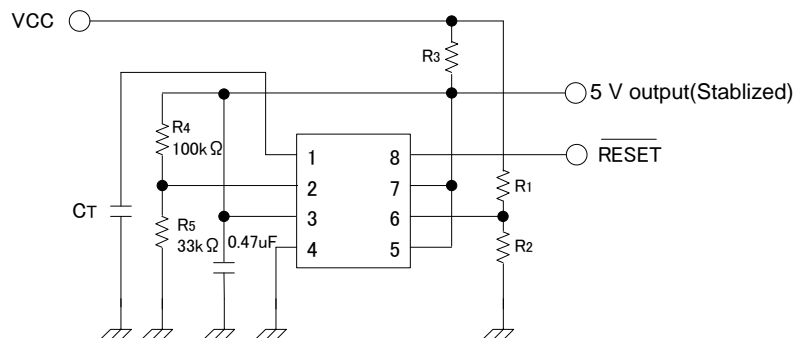 VCC
R3
5 V output(Stablized)
R4
100kΩ
1 8
RESET
2 7
R1
CT
3 6
R5
33kΩ 0.47uF
4 5
R2